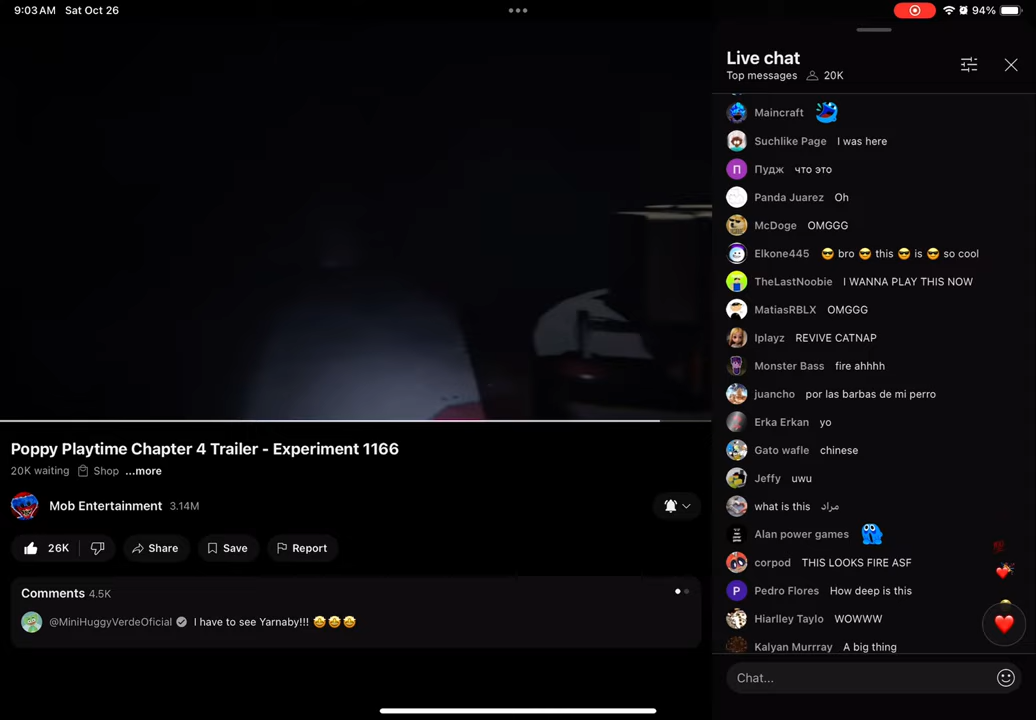 9:03 AM Sat Oct 26
94%
Live chat
Top messages 20K
Maincraft
Suchlike Page I was here
Пудж что это
Panda Juarez Oh
McDoge OMGGG
Elkone445 😎 bro 😎 this 😎 is 😎 so cool
TheLastNoobie I WANNA PLAY THIS NOW
MatiasRBLX OMGGG
Iplayz REVIVE CATNAP
Monster Bass fire ahhhh
juancho por las barbas de mi perro
Erka Erkan yo
Gato wafle chinese
Jeffy uwu
what is this مراد
Alan power games
corpod THIS LOOKS FIRE ASF
Pedro Flores How deep is this
Hiarlley Taylo WOWWW
Kalyan Murrray A big thing
Chat...
Poppy Playtime Chapter 4 Trailer - Experiment 1166
20K waiting Shop ...more
Mob Entertainment 3.14M
26K Share Save Report
Comments 4.5K
@MiniHuggyVerdeOficial I have to see Yarnaby!!! 🤩🤩🤩